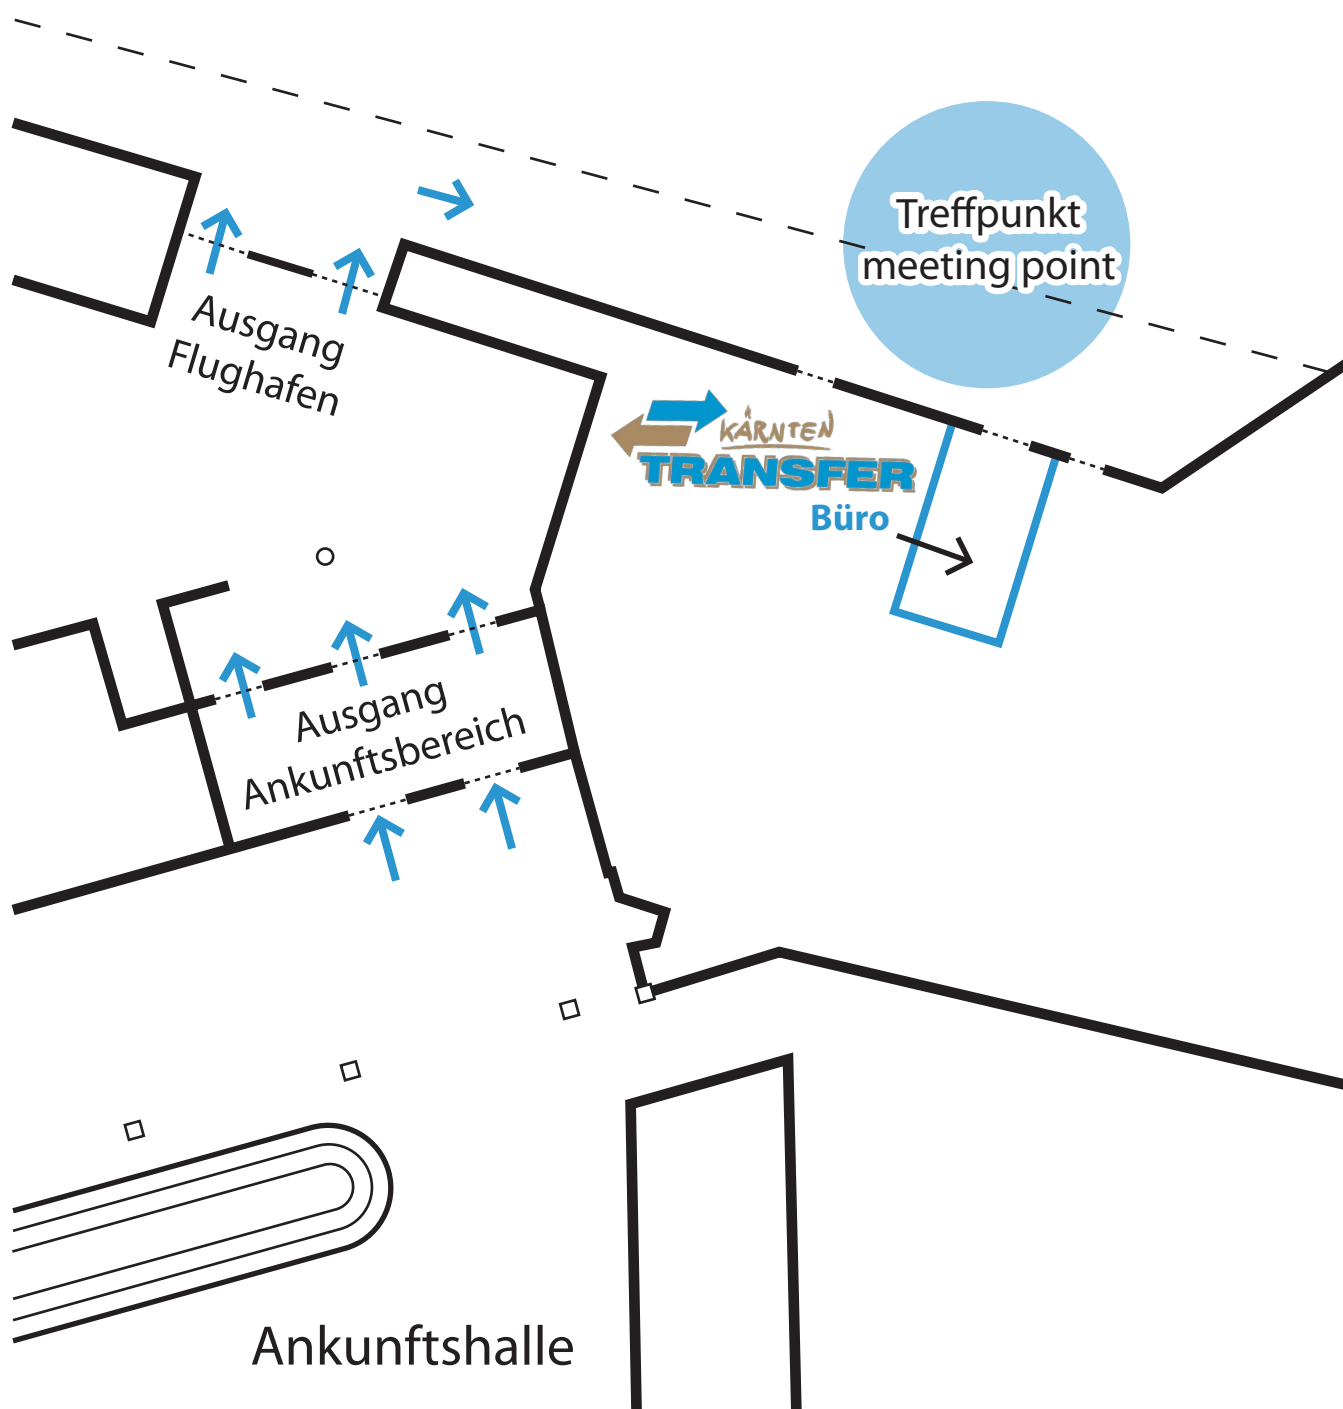 Treffpunkt
meeting point
Ausgang
Flughafen
KÄRNTEN
TRANSFER
Büro
Ausgang
Ankunftsbereich
Ankunftshalle